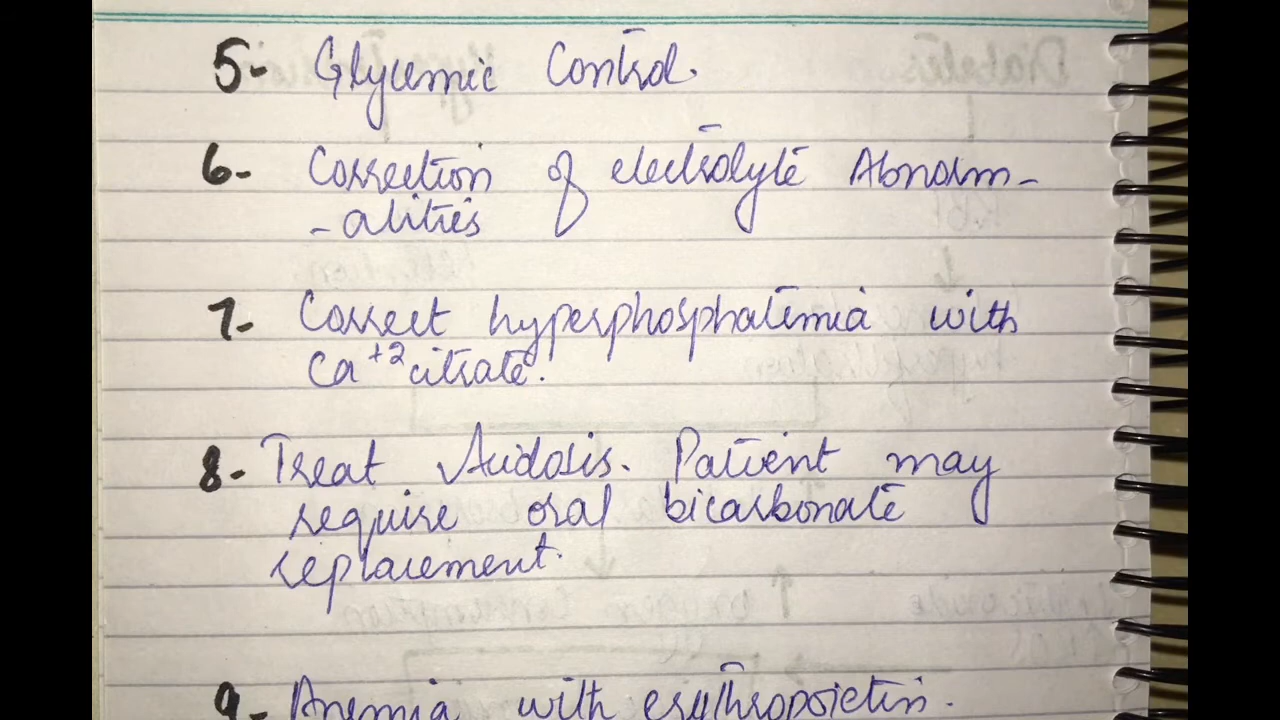 5- Glycemic Control.
6- Correction of electrolyte Abnorm-
-alities
7- Correct hyperphosphatemia with
Ca+2 citrate.
8- Treat Acidosis. Patient may
require oral bicarbonate
replacement.
9- Anemia with erythropoietin.